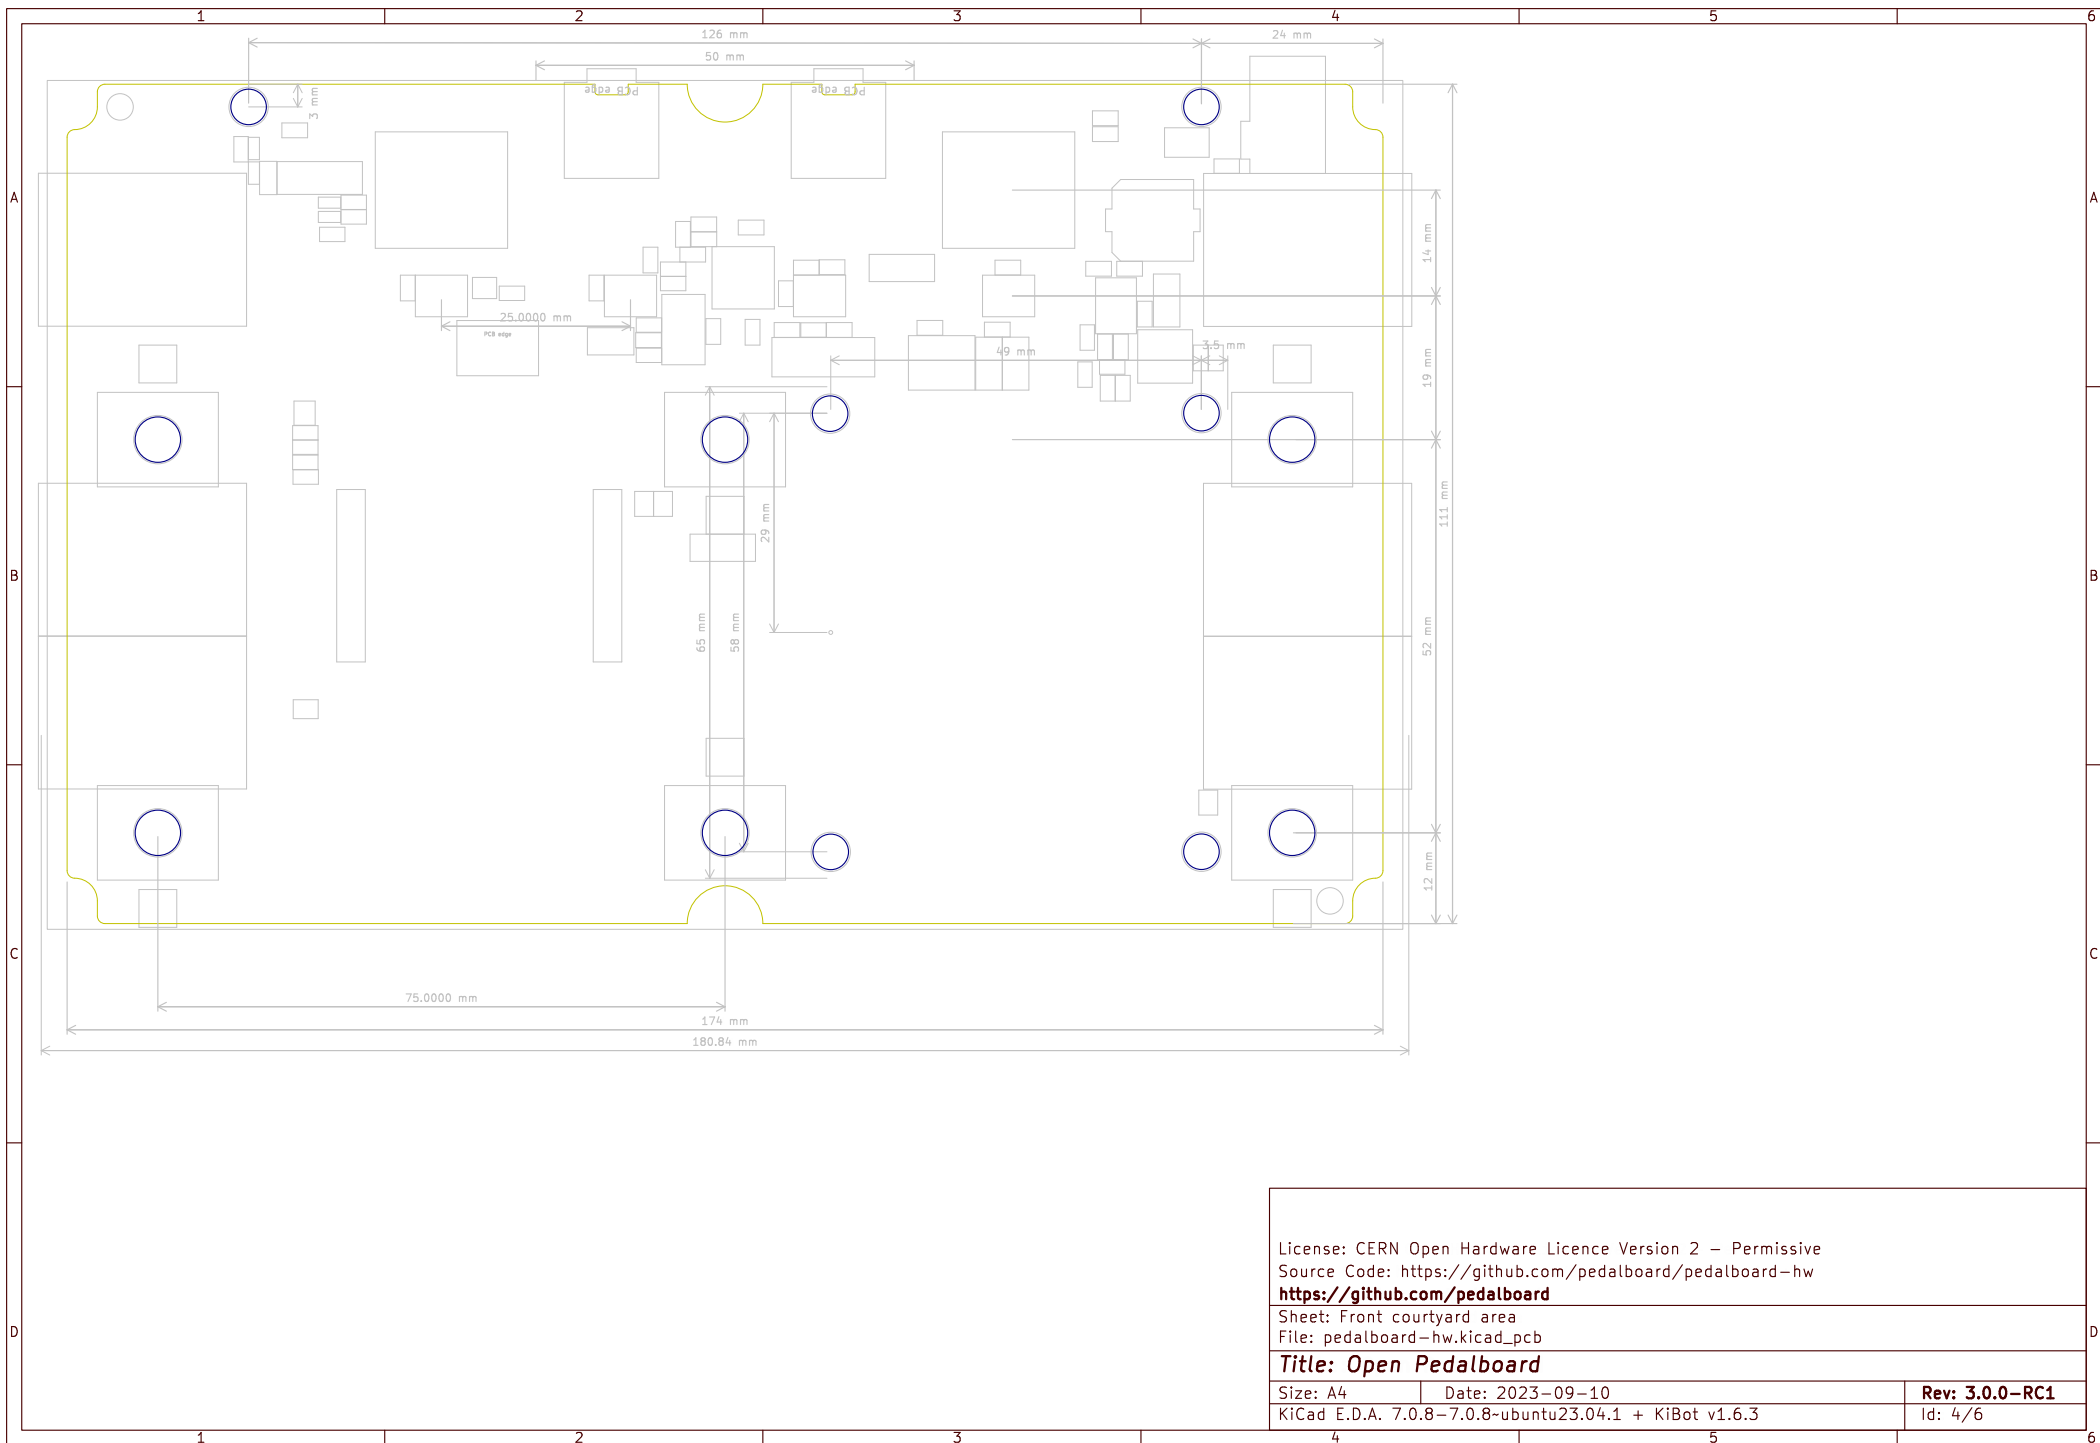 1 2 3 4 5 6
126 mm
24 mm
50 mm
3 mm
PCB edge
PCB edge
A
A
14 mm
25.0000 mm
PCB edge
49 mm
3.5 mm
19 mm
111 mm
29 mm
B
B
65 mm
58 mm
52 mm
12 mm
C
C
75.0000 mm
174 mm
180.84 mm
License: CERN Open Hardware Licence Version 2 - Permissive
Source Code: https://github.com/pedalboard/pedalboard-hw
https://github.com/pedalboard
Sheet: Front courtyard area
D
D
File: pedalboard-hw.kicad_pcb
Title: Open Pedalboard
Size: A4 Date: 2023-09-10 Rev: 3.0.0-RC1
KiCad E.D.A. 7.0.8-7.0.8~ubuntu23.04.1 + KiBot v1.6.3 Id: 4/6
1 2 3 4 5 6